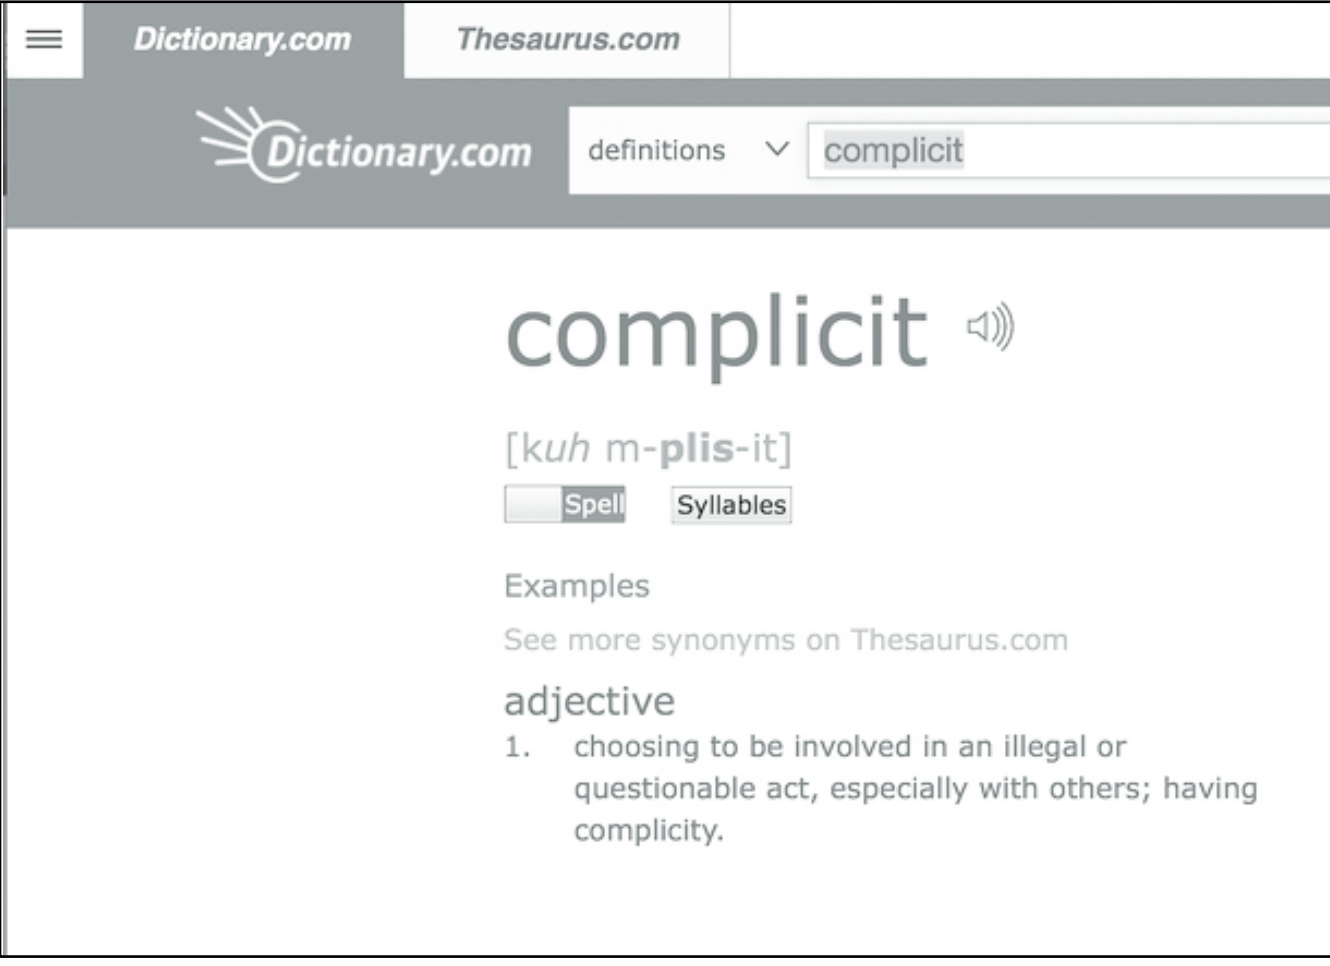 Dictionary.com Thesaurus.com
Dictionary.com definitions complicit
complicit
[kuh m-plis-it]
Spell Syllables
Examples
See more synonyms on Thesaurus.com
adjective
1. choosing to be involved in an illegal or
questionable act, especially with others; having
complicity.